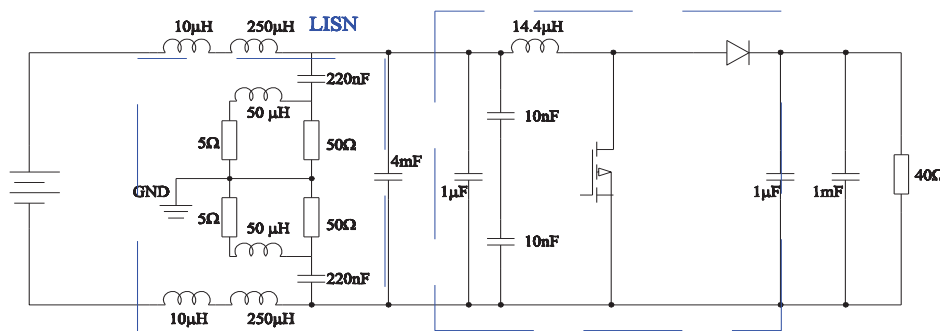 10µH 250µH LISN 14.4µH
220nF
50 µH
5Ω 50Ω 10nF
4mF
GND 1µF 1µF 1mF 40Ω
5Ω 50 µH 50Ω
10nF
220nF
10µH 250µH